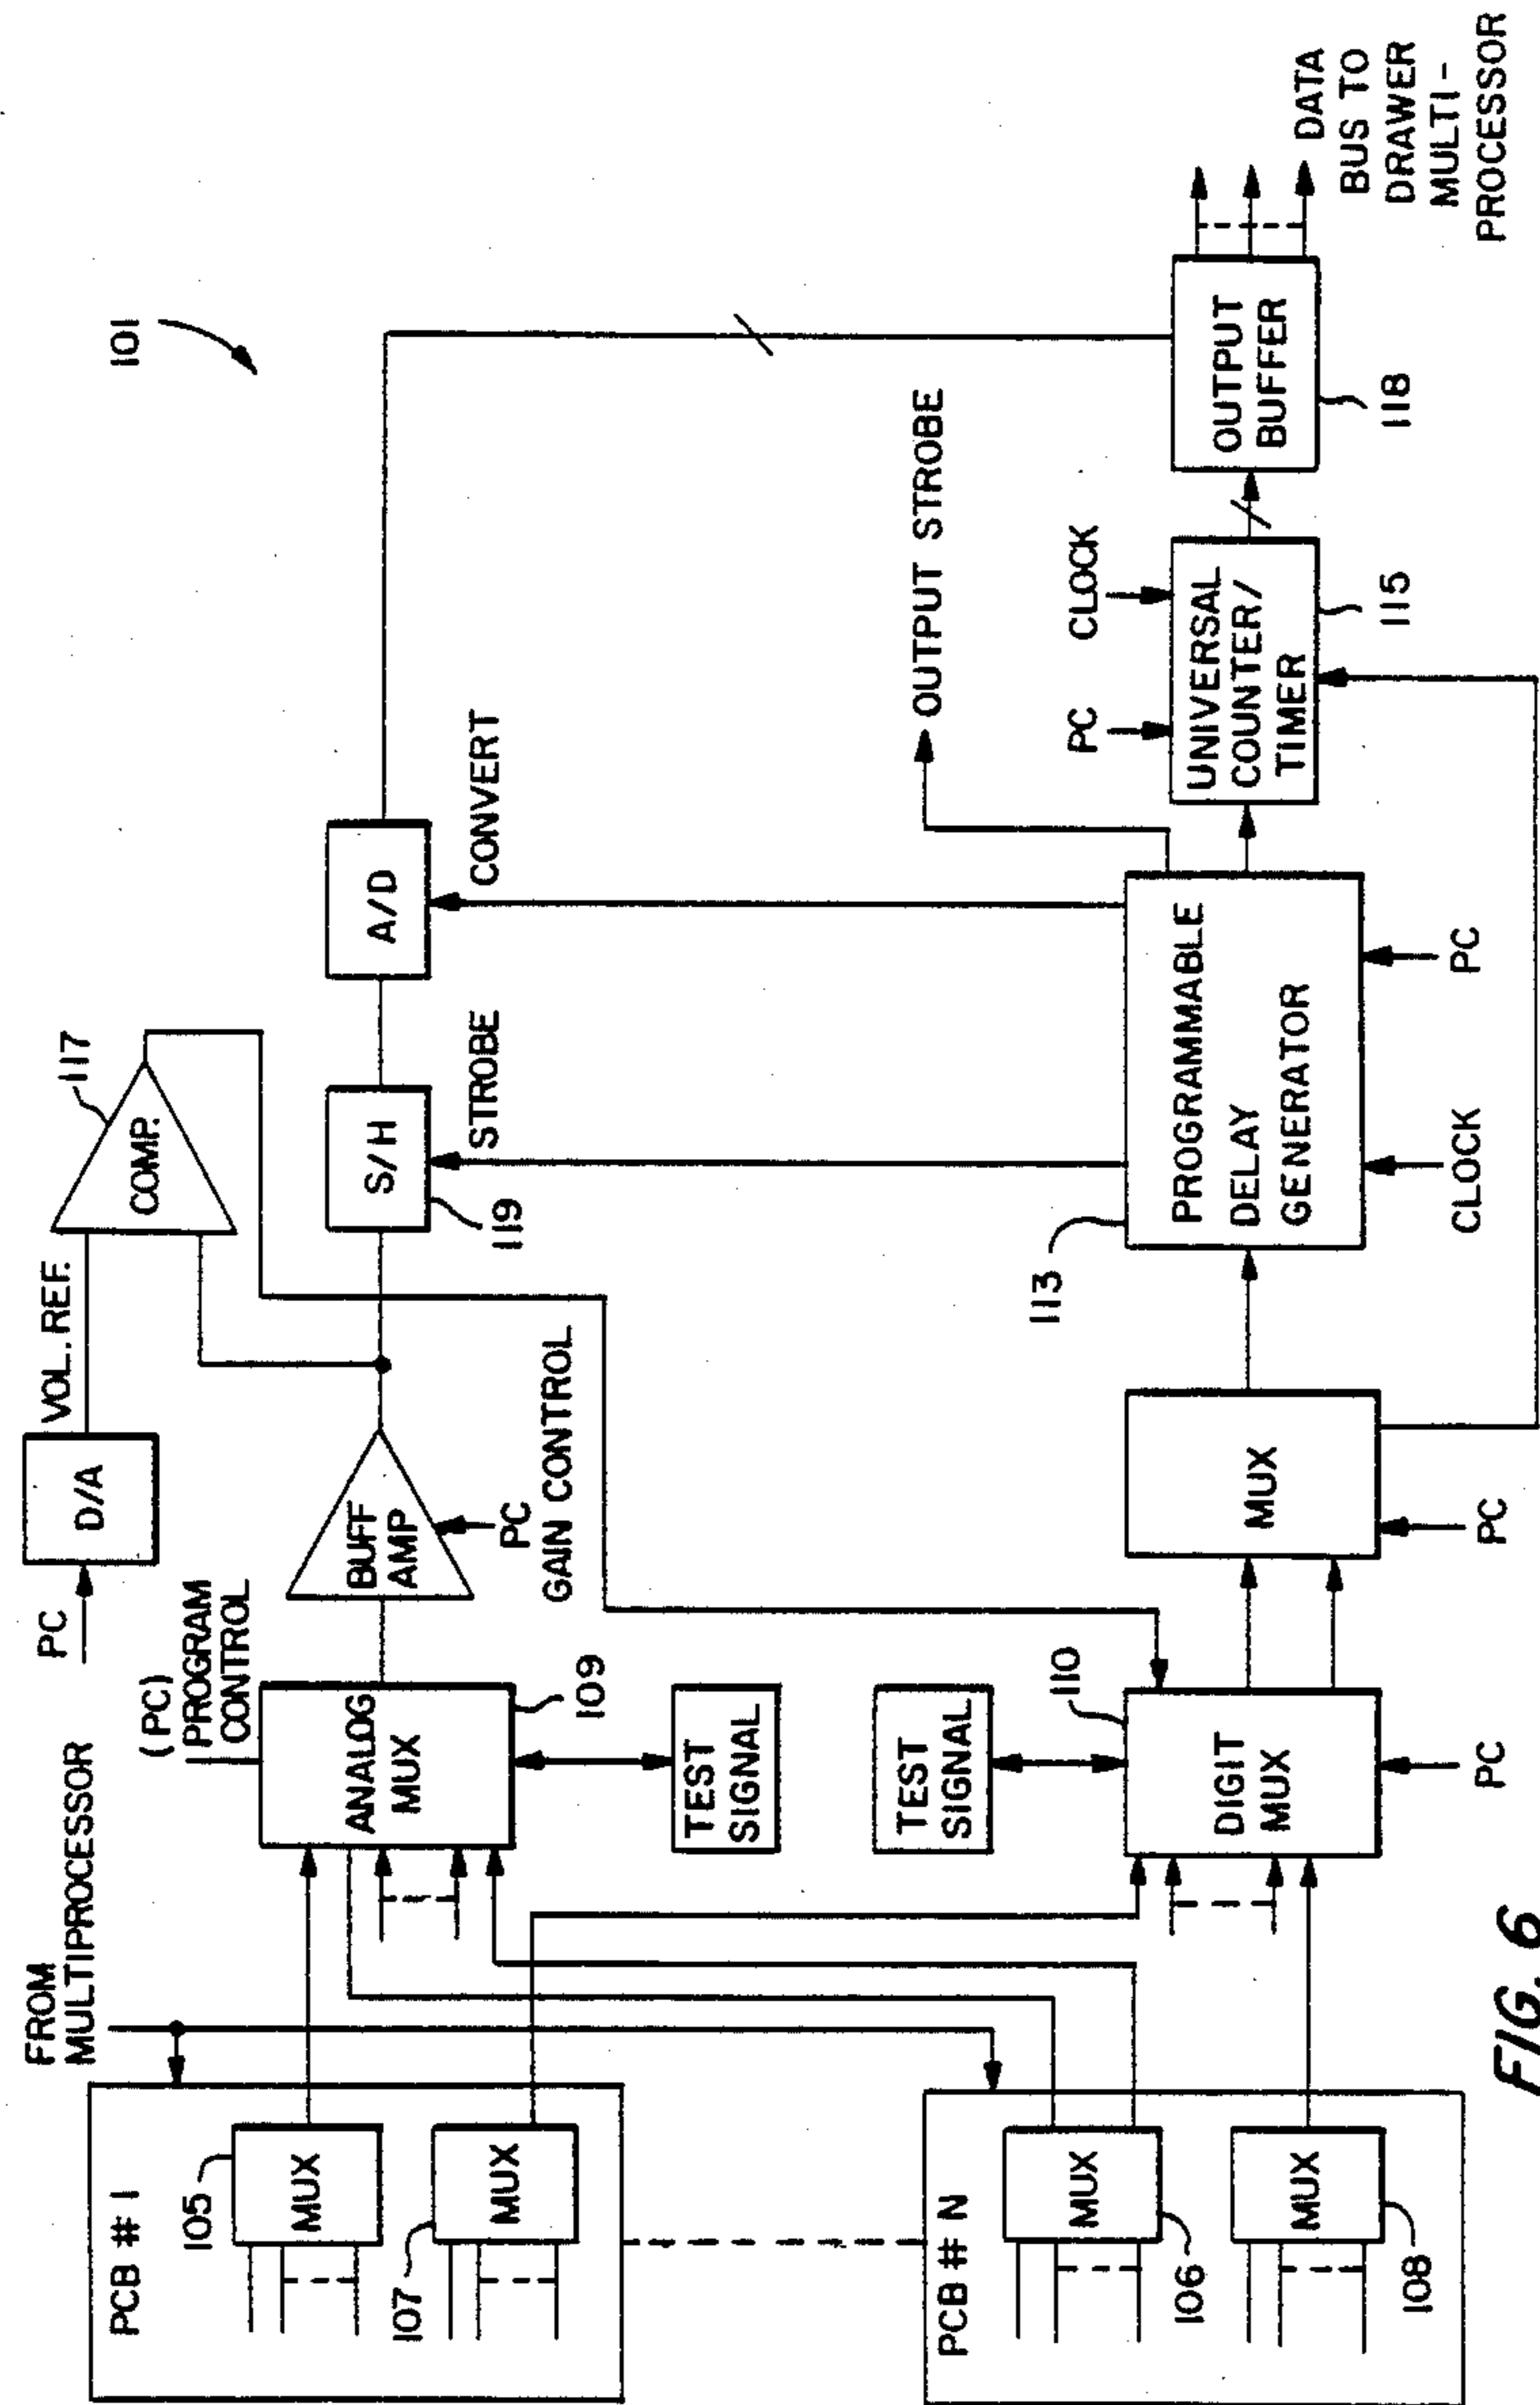 FROM
MULTIPROCESSOR
PCB # 1
105
MUX
107
MUX
PCB # N
MUX
106
MUX
108
(PC)
PROGRAM
CONTROL
ANALOG
MUX
109
TEST
SIGNAL
TEST
SIGNAL
110
DIGIT
MUX
PC
PC
D/A
VOL. REF.
BUFF
AMP
PC
GAIN CONTROL
COMP.
117
S/H
119
STROBE
A/D
CONVERT
MUX
PC
113
PROGRAMMABLE
DELAY
GENERATOR
CLOCK
PC
OUTPUT STROBE
PC
CLOCK
UNIVERSAL
COUNTER/
TIMER
115
OUTPUT
BUFFER
118
101
DATA
BUS TO
DRAWER
MULTI-
PROCESSOR
FIG. 6